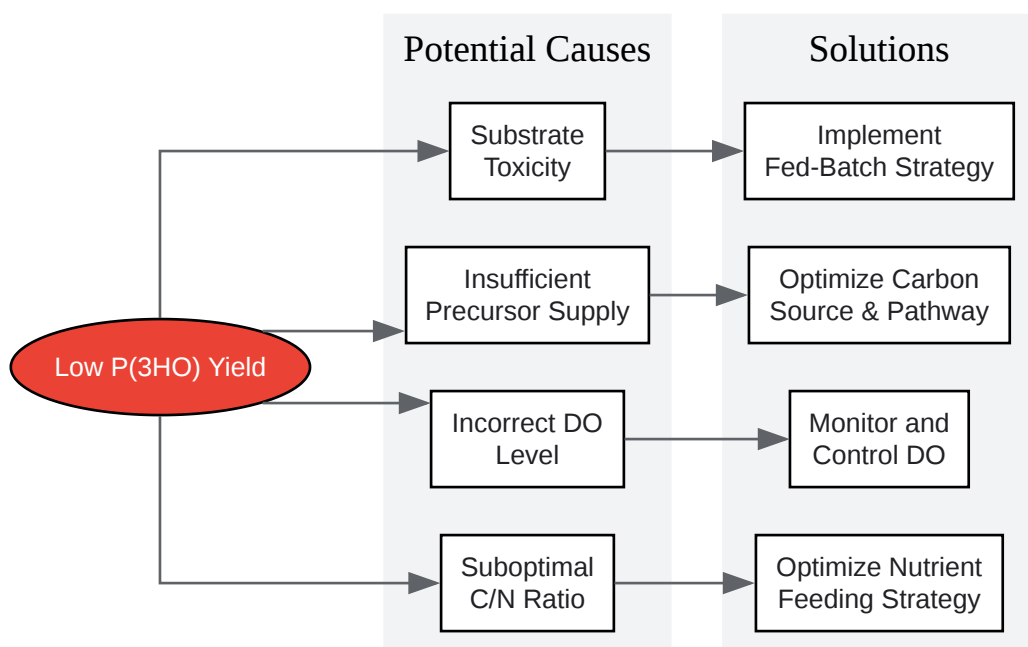 Potential Causes
Solutions
Substrate
Toxicity
Implement
Fed-Batch Strategy
Insufficient
Precursor Supply
Optimize Carbon
Source & Pathway
Low P(3HO) Yield
Incorrect DO
Level
Monitor and
Control DO
Suboptimal
C/N Ratio
Optimize Nutrient
Feeding Strategy